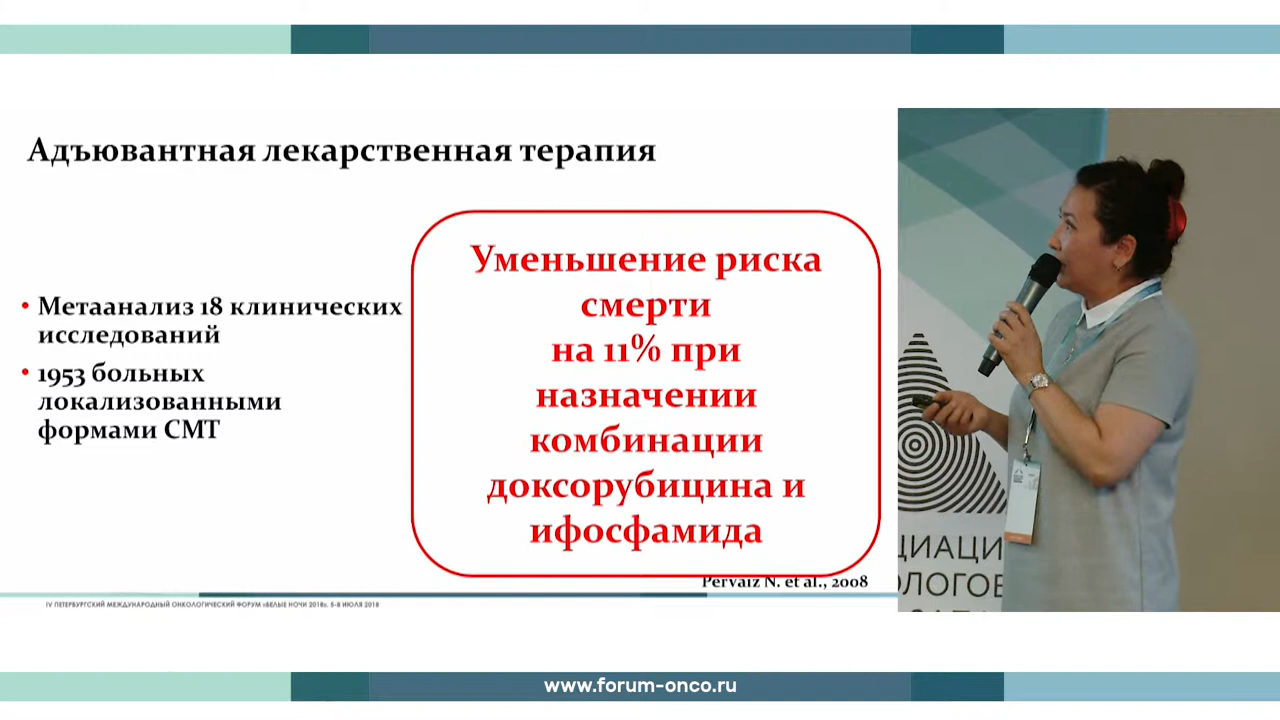 Адъювантная лекарственная терапия
• Метаанализ 18 клинических
исследований
• 1953 больных
локализованными
формами СМТ
Уменьшение риска
смерти
на 11% при
назначении
комбинации
доксорубицина и
ифосфамида
Pervaiz N. et al., 2008
IV ПЕТЕРБУРГСКИЙ МЕЖДУНАРОДНЫЙ ОНКОЛОГИЧЕСКИЙ ФОРУМ «БЕЛЫЕ НОЧИ 2018». 5-8 ИЮЛЯ 2018
ЦИАЦИ
ОЛОГОВ
www.forum-onco.ru